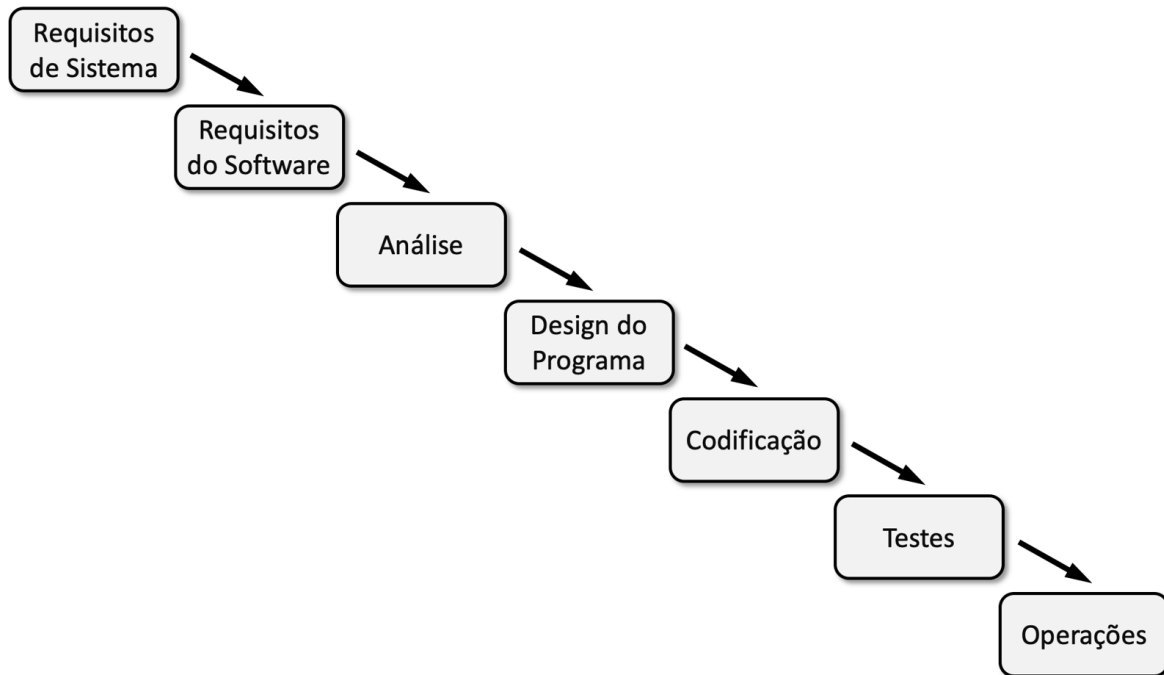 Requisitos
de Sistema
Requisitos
do Software
Análise
Design do
Programa
Codificação
Testes
Operações